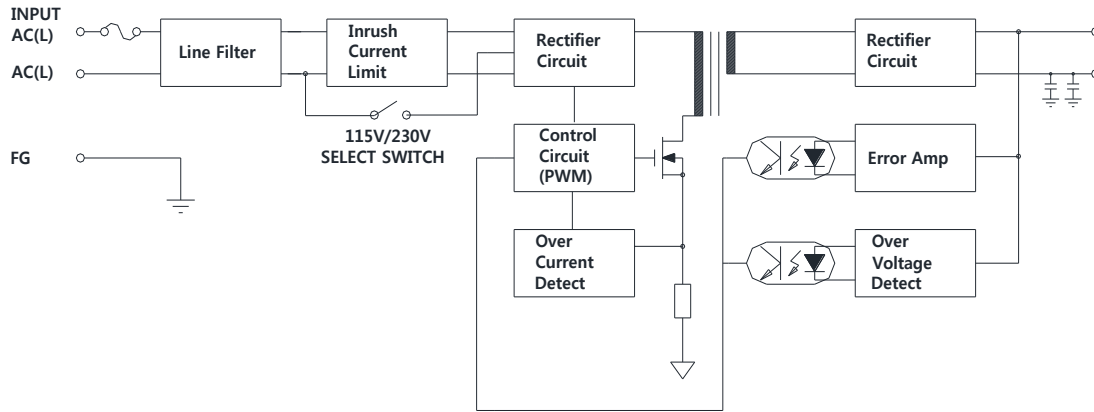 INPUT
AC(L)
AC(L)
FG
Line Filter
Inrush
Current
Limit
Rectifier
Circuit
115V/230V
SELECT SWITCH
Control
Circuit
(PWM)
Over
Current
Detect
Rectifier
Circuit
Error Amp
Over
Voltage
Detect